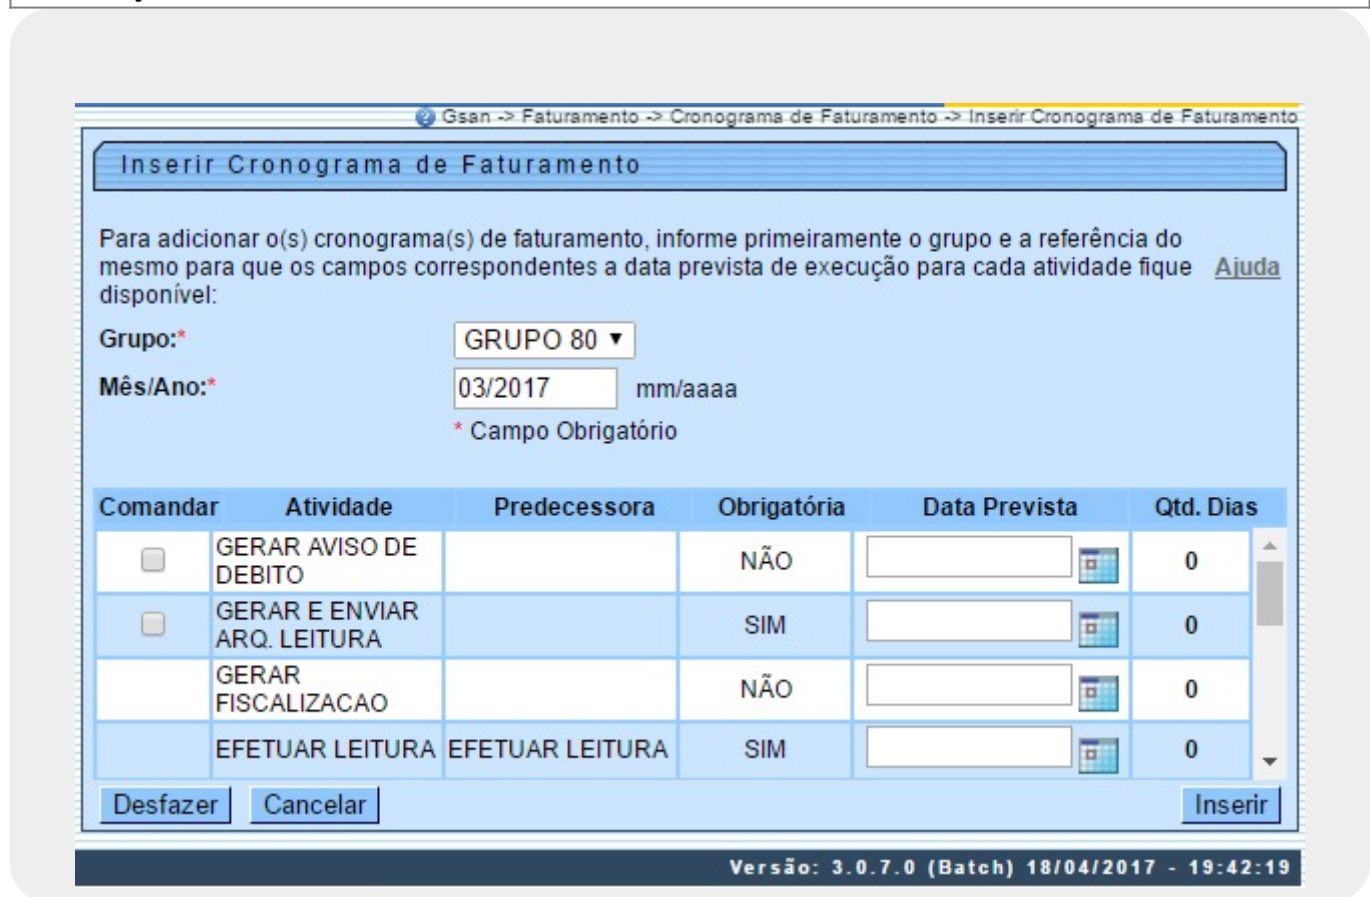 Gsan -> Faturamento -> Cronograma de Faturamento -> Inserir Cronograma de Faturamento
Inserir Cronograma de Faturamento
Para adicionar o(s) cronograma(s) de faturamento, informe primeiramente o grupo e a referência do
mesmo para que os campos correspondentes a data prevista de execução para cada atividade fique Ajuda
disponível:
Grupo:* GRUPO 80
Mês/Ano:* 03/2017 mm/aaaa
* Campo Obrigatório
Comandar Atividade Predecessora Obrigatória Data Prevista Qtd. Dias
GERAR AVISO DE
DEBITO NÃO 0
GERAR E ENVIAR
ARQ. LEITURA SIM 0
GERAR
FISCALIZACAO NÃO 0
EFETUAR LEITURA EFETUAR LEITURA SIM 0
Desfazer Cancelar Inserir
Versão: 3.0.7.0 (Batch) 18/04/2017 - 19:42:19